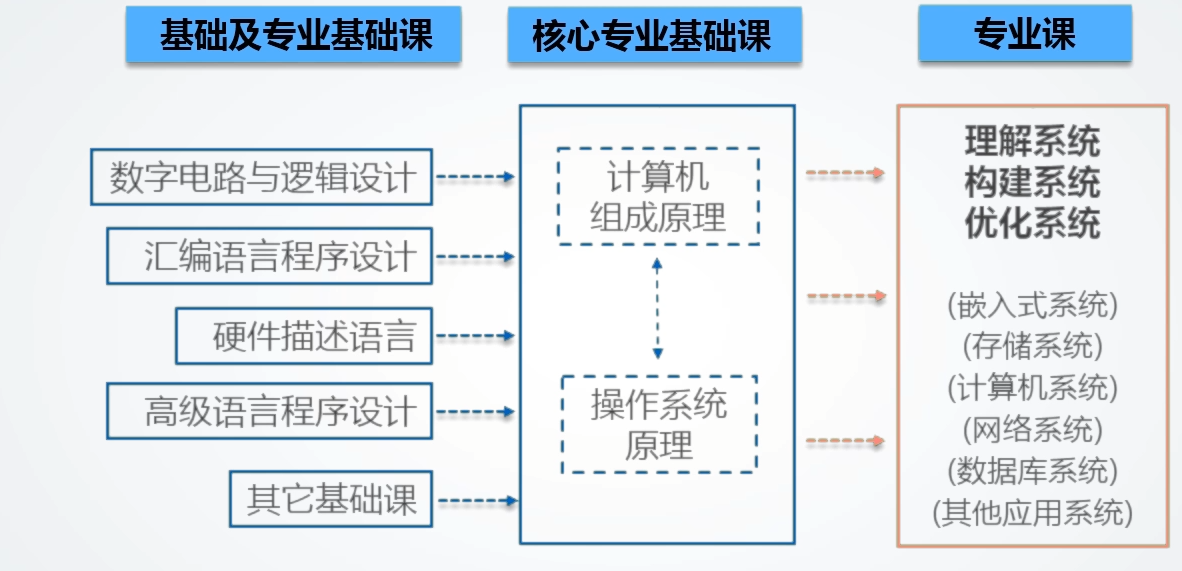 基础及专业基础课
核心专业基础课
专业课
数字电路与逻辑设计
汇编语言程序设计
硬件描述语言
高级语言程序设计
其它基础课
计算机
组成原理
操作系统
原理
理解系统
构建系统
优化系统
(嵌入式系统)
(存储系统)
(计算机系统)
(网络系统)
(数据库系统)
(其他应用系统)